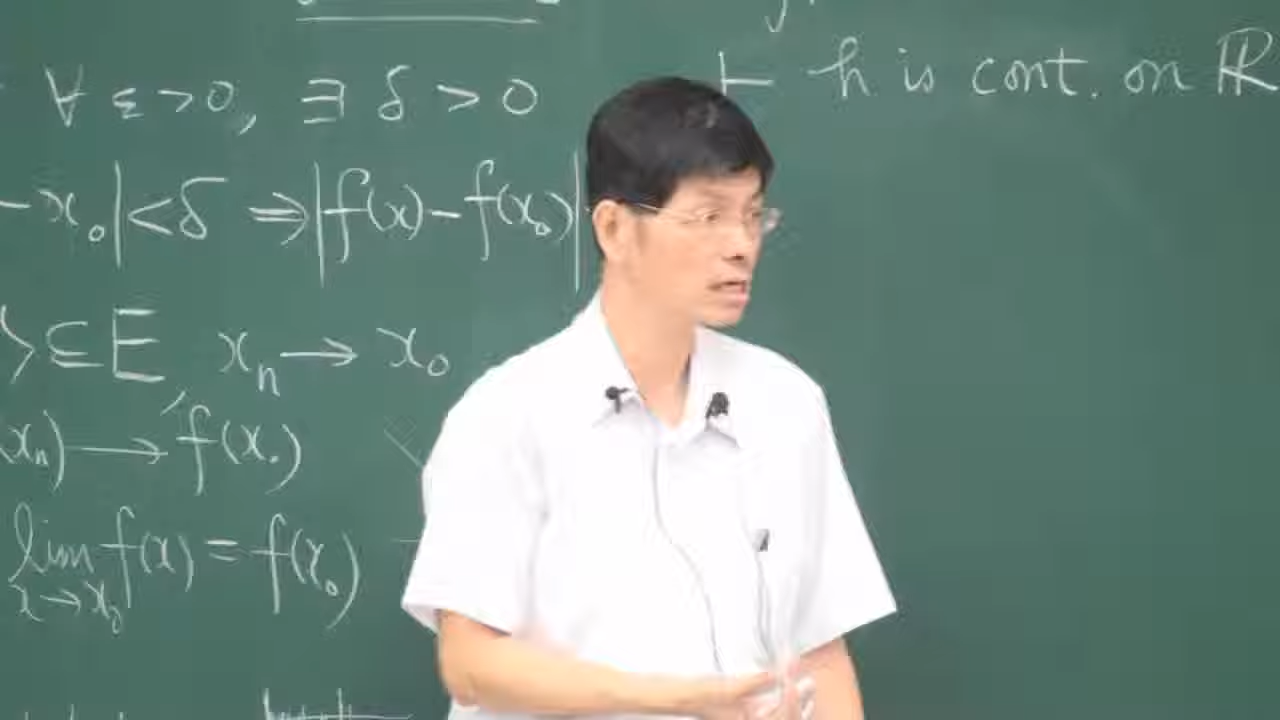 ∀ ε > 0, ∃ δ > 0
- x₀| < δ ⇒ |f(x) - f(x₀)|
⟩ ⊆ E xₙ → x₀
(xₙ) → f(x₀)
lim f(x) = f(x₀)
x → x₀
⊢ h is cont. on ℝ